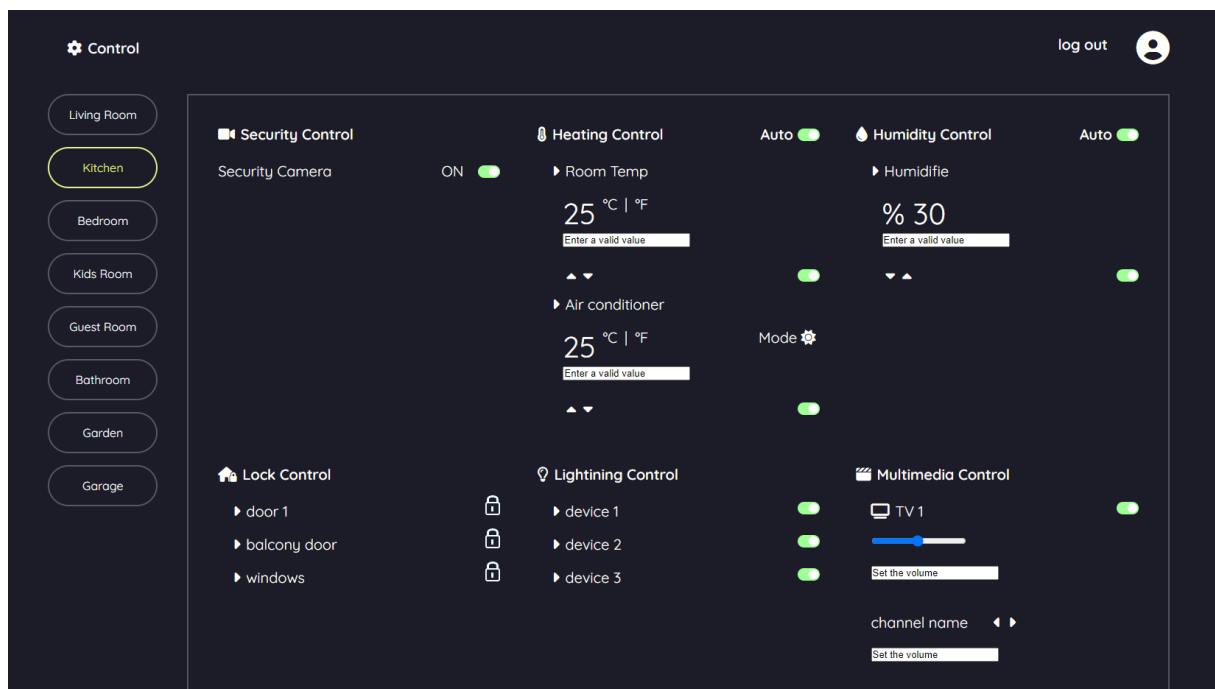 Control
log out
Living Room
Kitchen
Bedroom
Kids Room
Guest Room
Bathroom
Garden
Garage
Security Control
Security Camera ON
Heating Control Auto
Room Temp
25 °C | °F
Enter a valid value
Air conditioner
25 °C | °F Mode
Enter a valid value
Humidity Control Auto
Humidifie
% 30
Enter a valid value
Lock Control
door 1
balcony door
windows
Lightining Control
device 1
device 2
device 3
Multimedia Control
TV 1
Set the volume
channel name
Set the volume